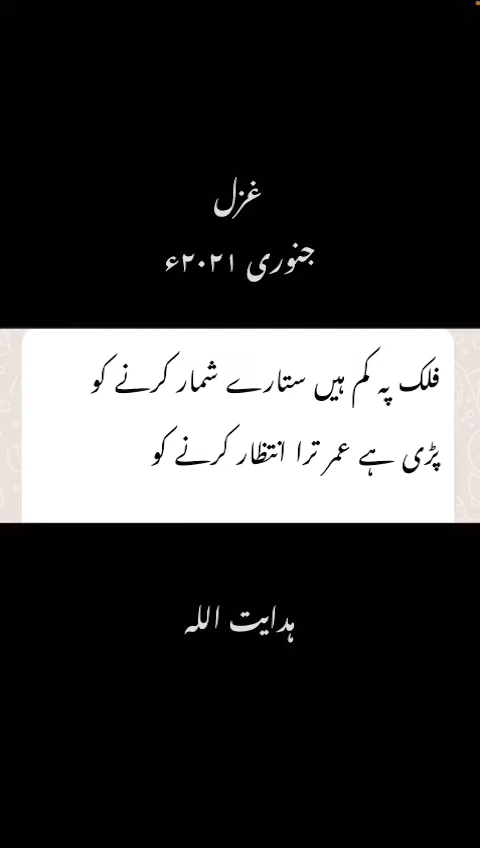 غزل
جنوری ۲۰۲۱ء
فلک پہ کم ہیں ستارے شمار کرنے کو
پڑی ہے عمر ترا انتظار کرنے کو
ہدایت اللہ